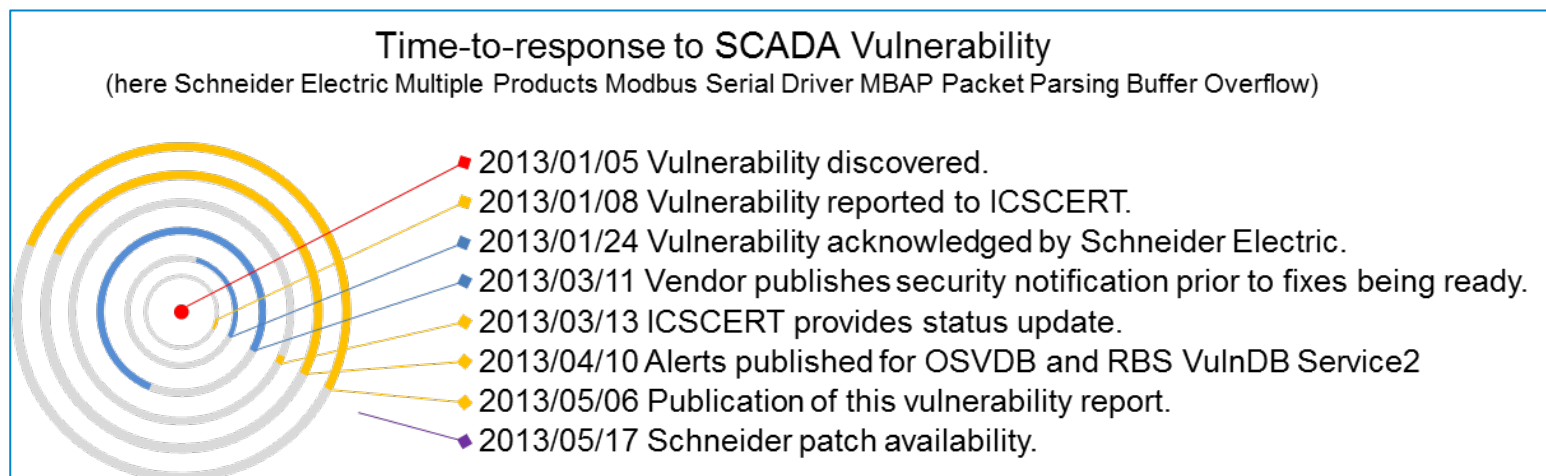 Time-to-response to SCADA Vulnerability
(here Schneider Electric Multiple Products Modbus Serial Driver MBAP Packet Parsing Buffer Overflow)
2013/01/05 Vulnerability discovered.
2013/01/08 Vulnerability reported to ICSCERT.
2013/01/24 Vulnerability acknowledged by Schneider Electric.
2013/03/11 Vendor publishes security notification prior to fixes being ready.
2013/03/13 ICSCERT provides status update.
2013/04/10 Alerts published for OSVDB and RBS VulnDB Service2
2013/05/06 Publication of this vulnerability report.
2013/05/17 Schneider patch availability.